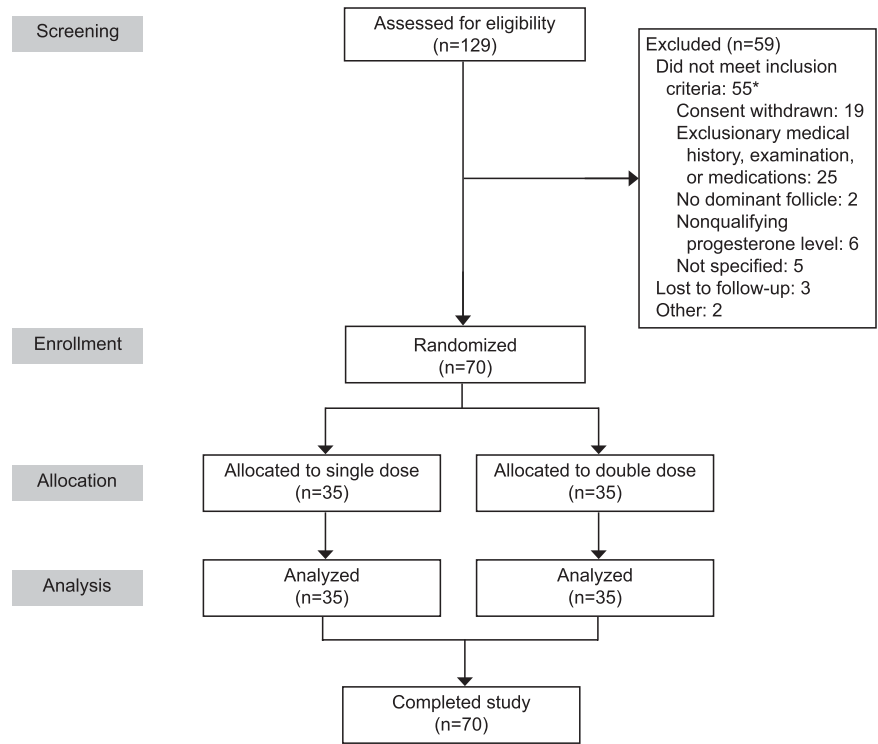 Screening
Assessed for eligibility
(n=129)
Excluded (n=59)
Did not meet inclusion
criteria: 55*
Consent withdrawn: 19
Exclusionary medical
history, examination,
or medications: 25
No dominant follicle: 2
Nonqualifying
progesterone level: 6
Not specified: 5
Lost to follow-up: 3
Other: 2
Enrollment
Randomized
(n=70)
Allocation
Allocated to single dose
(n=35)
Allocated to double dose
(n=35)
Analysis
Analyzed
(n=35)
Analyzed
(n=35)
Completed study
(n=70)